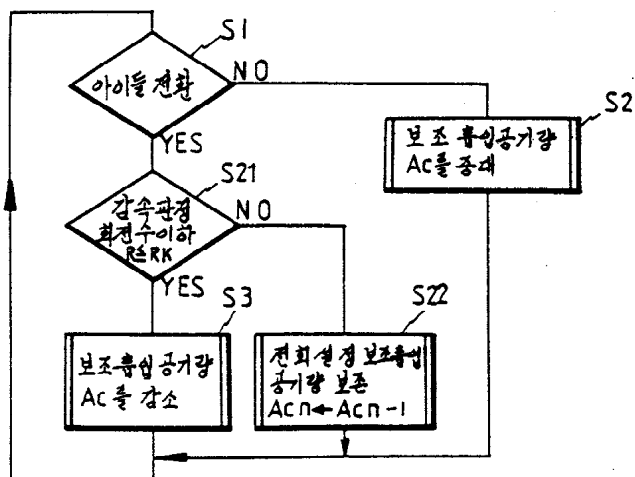 S1
아이들 전환
NO
YES
S2
보조 흡입공기량
Ac를 증대
S21
감속판정
회전수이하
R≤RK
NO
YES
S3
보조흡입공기량
Ac를 감소
S22
전회설정 보조흡입
공기량 보존
Acn←Acn-1